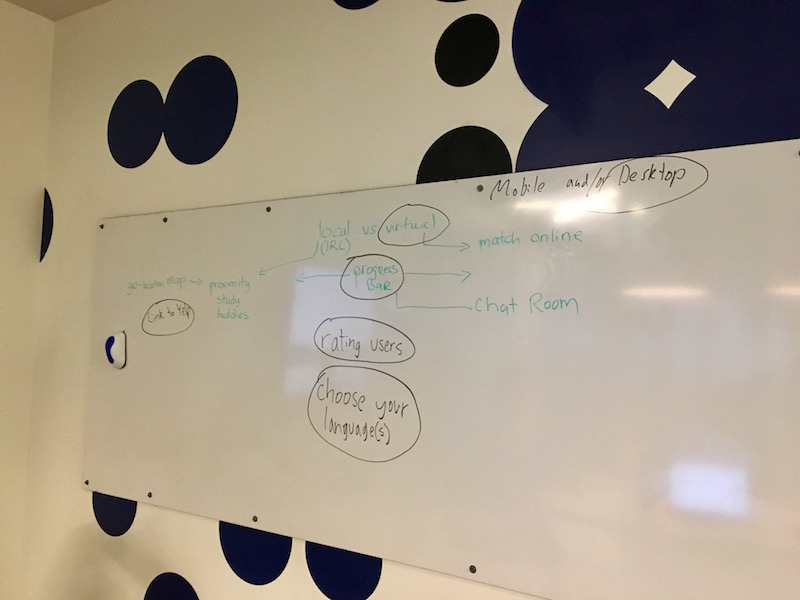 Mobile and/or Desktop
local vs virtual
(IRL)
match online
progress
BAR
geo-location map → proximity
study
buddies
Link to Yelp
Chat Room
rating users
Choose your
language(s)